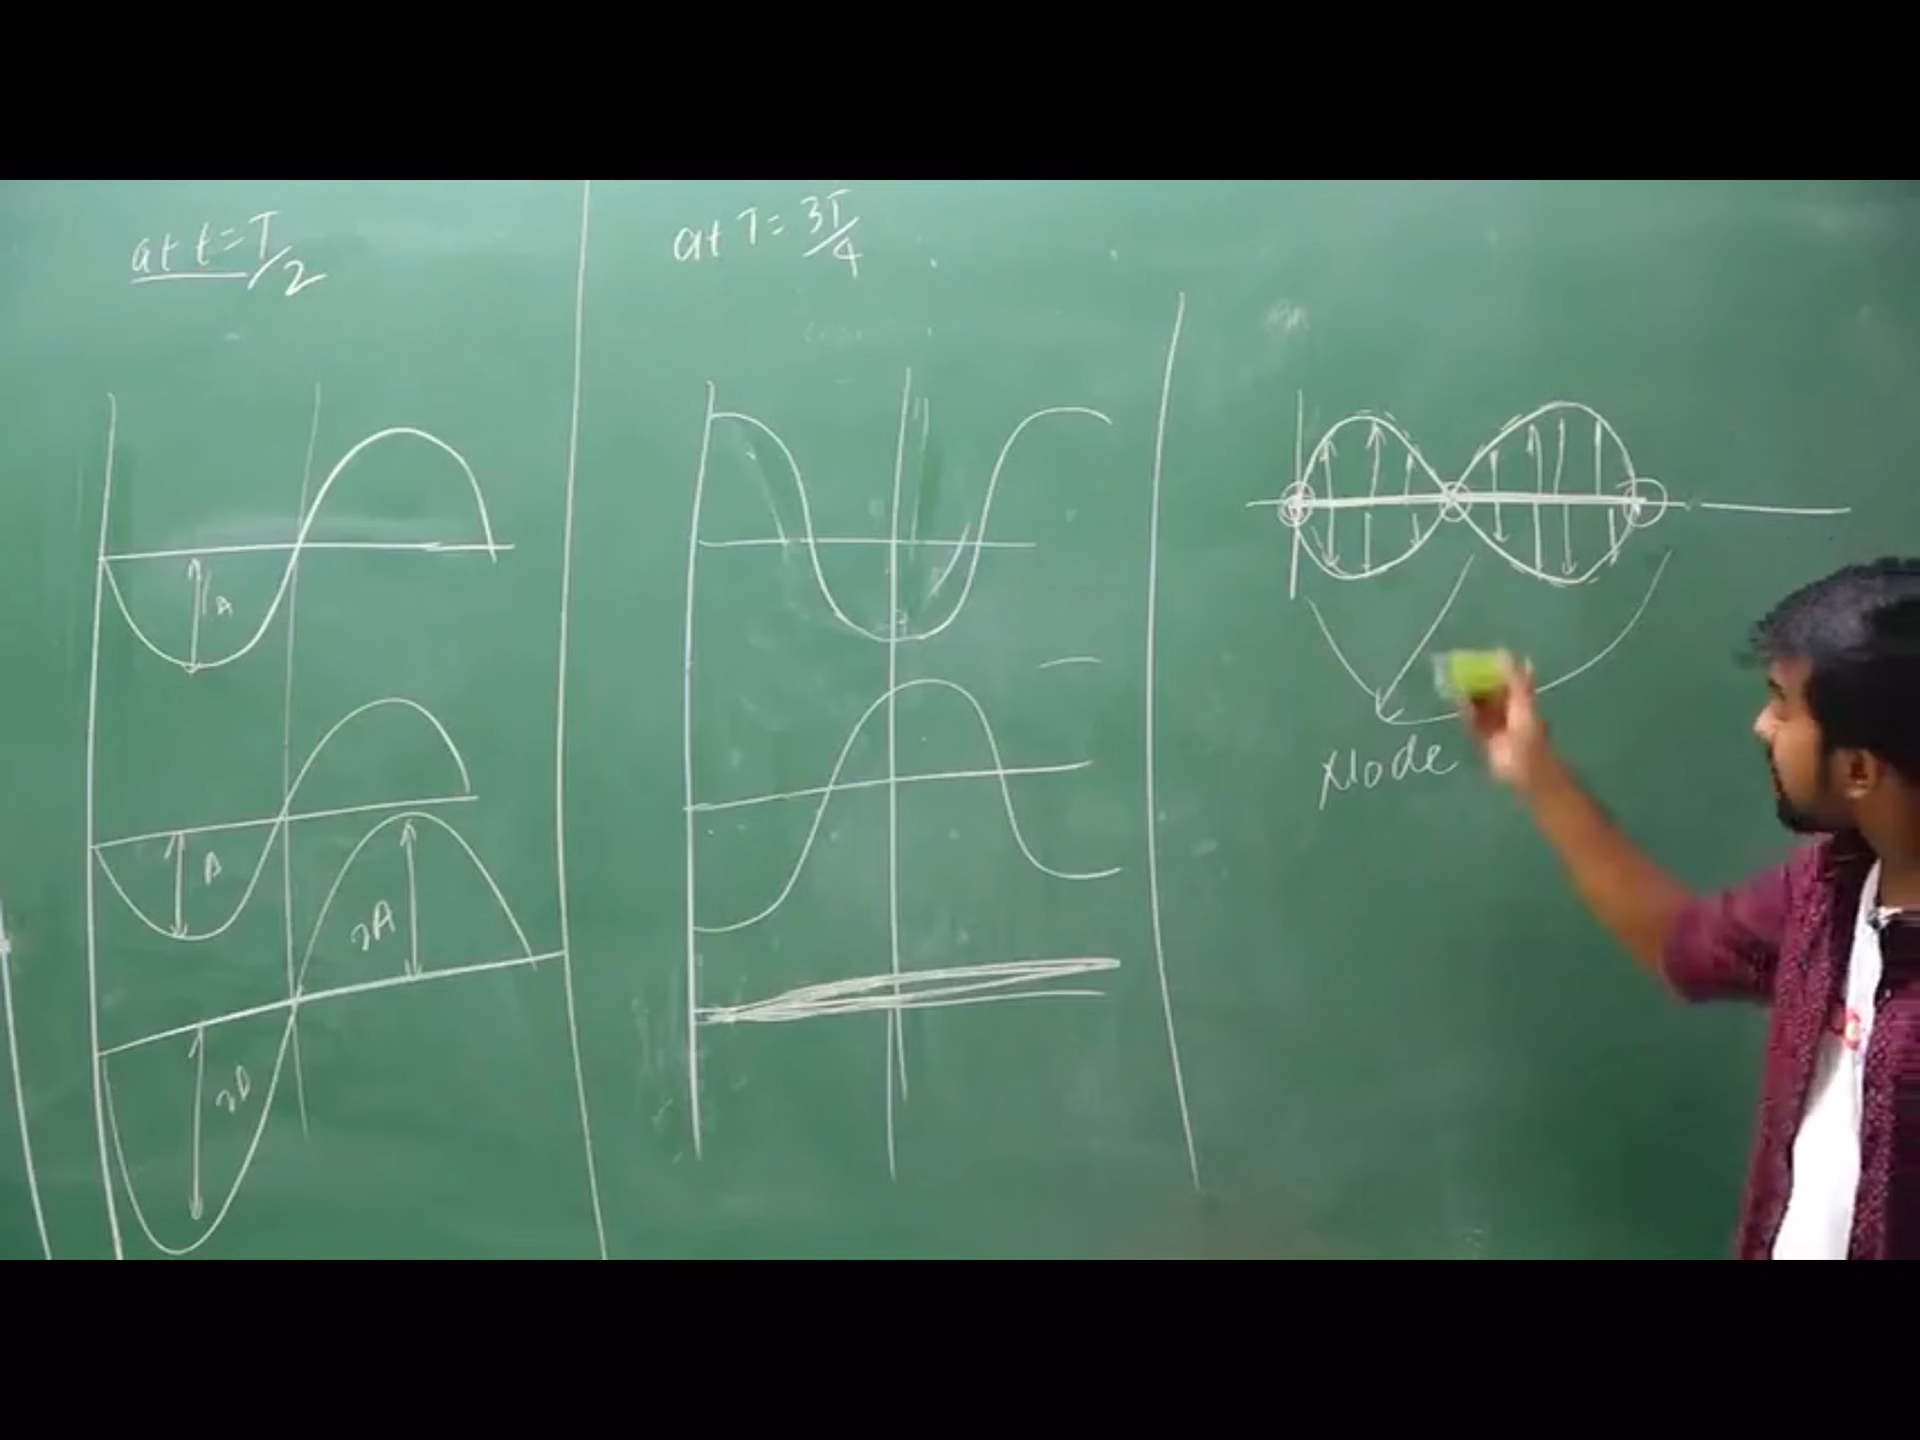 at t = T/2
at T = 3T/4
A
A
2A
2A
Node